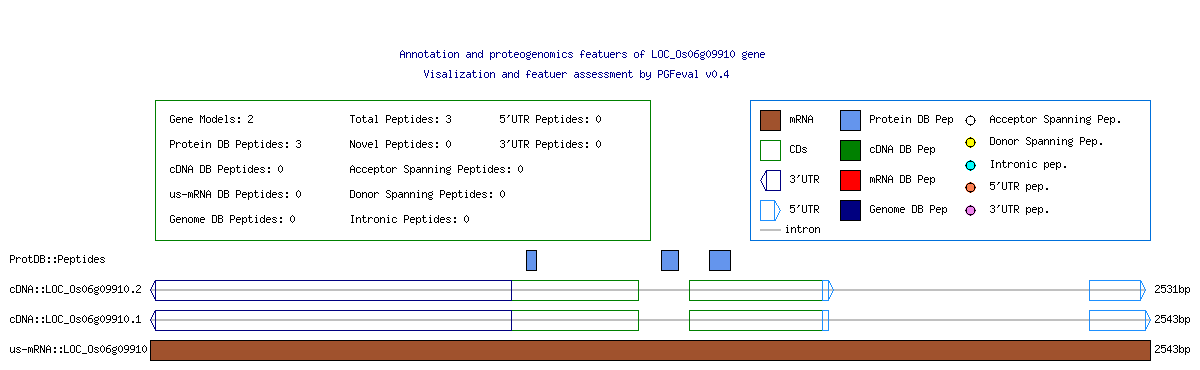 Annotation and proteogenomics featuers of LOC_Os06g09910 gene
Visalization and featuer assessment by PGFeval v0.4
Gene Models: 2
Total Peptides: 3
5'UTR Peptides: 0
Protein DB Peptides: 3
Novel Peptides: 0
3'UTR Peptides: 0
cDNA DB Peptides: 0
Acceptor Spanning Peptides: 0
us-mRNA DB Peptides: 0
Donor Spanning Peptides: 0
Genome DB Peptides: 0
Intronic Peptides: 0
mRNA
Protein DB Pep
Acceptor Spanning Pep.
CDs
cDNA DB Pep
Donor Spanning Pep.
3'UTR
mRNA DB Pep
Intronic pep.
5'UTR
Genome DB Pep
5'UTR pep.
3'UTR pep.
intron
ProtDB::Peptides
cDNA::LOC_Os06g09910.2
2531bp
cDNA::LOC_Os06g09910.1
2543bp
us-mRNA::LOC_Os06g09910
2543bp